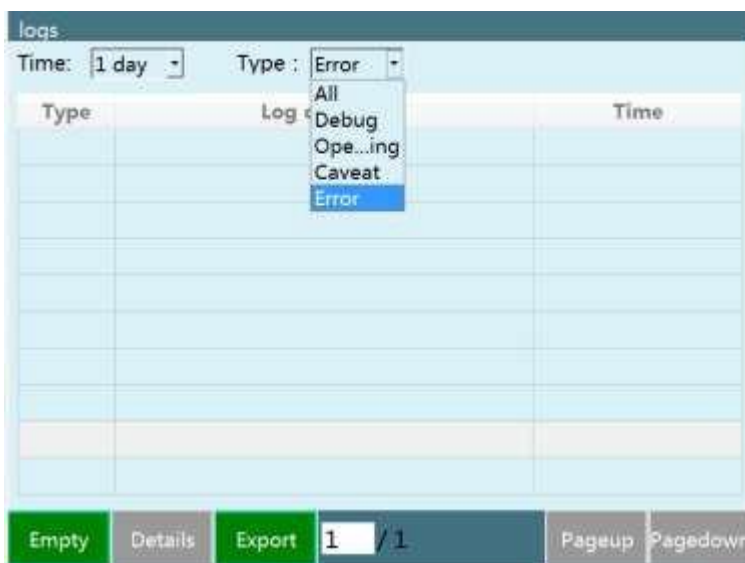 logs
Time: 1 day Type : Error
All
Type Log Time
Debug
Ope...ing
Caveat
Error
Empty Details Export 1 / 1 Pageup Pagedown